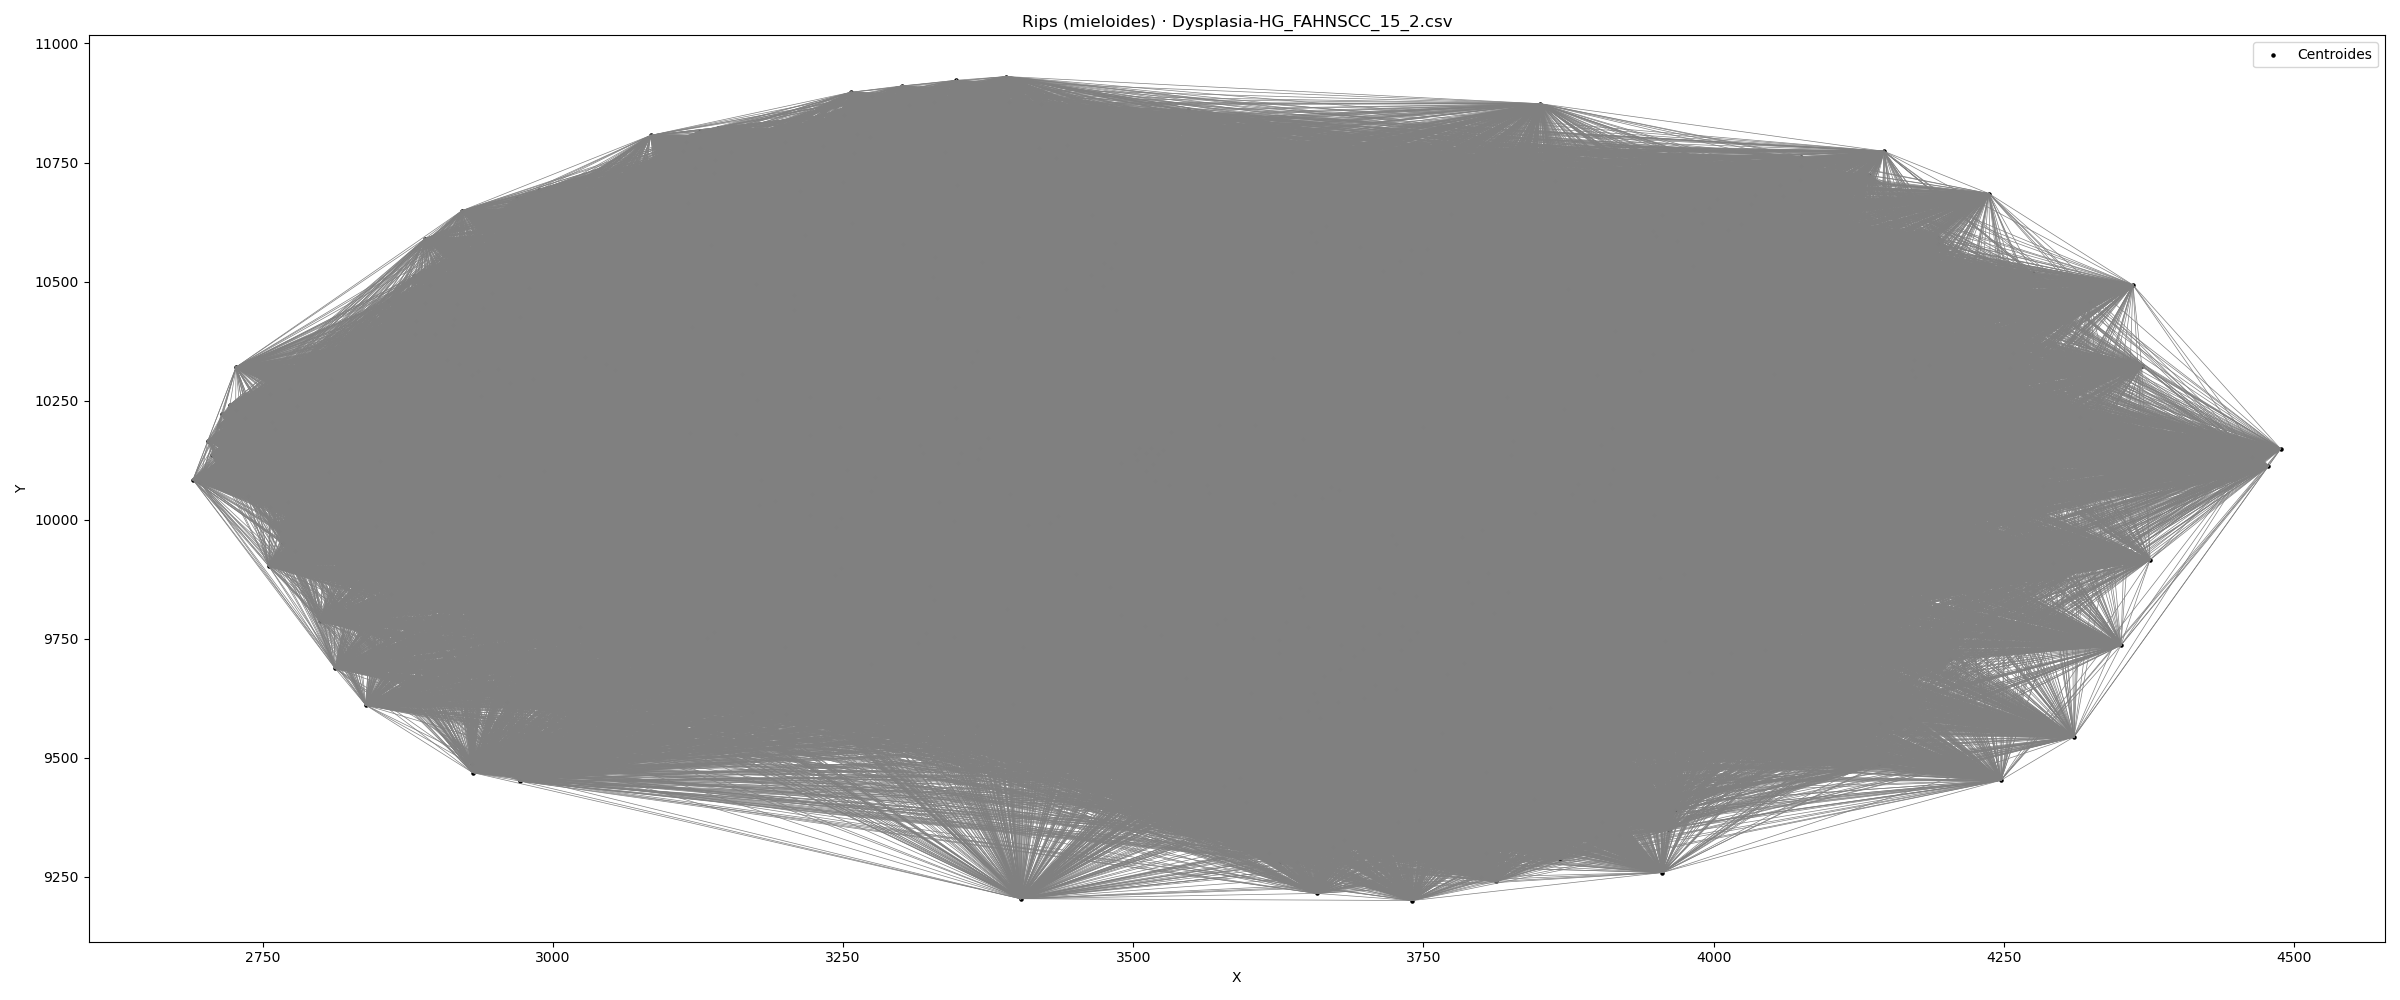 Rips (mieloides) · Dysplasia-HG_FAHNSCC_15_2.csv
Centroides
11000
10750
10500
10250
10000
9750
9500
9250
Y
2750 3000 3250 3500 3750 4000 4250 4500
X